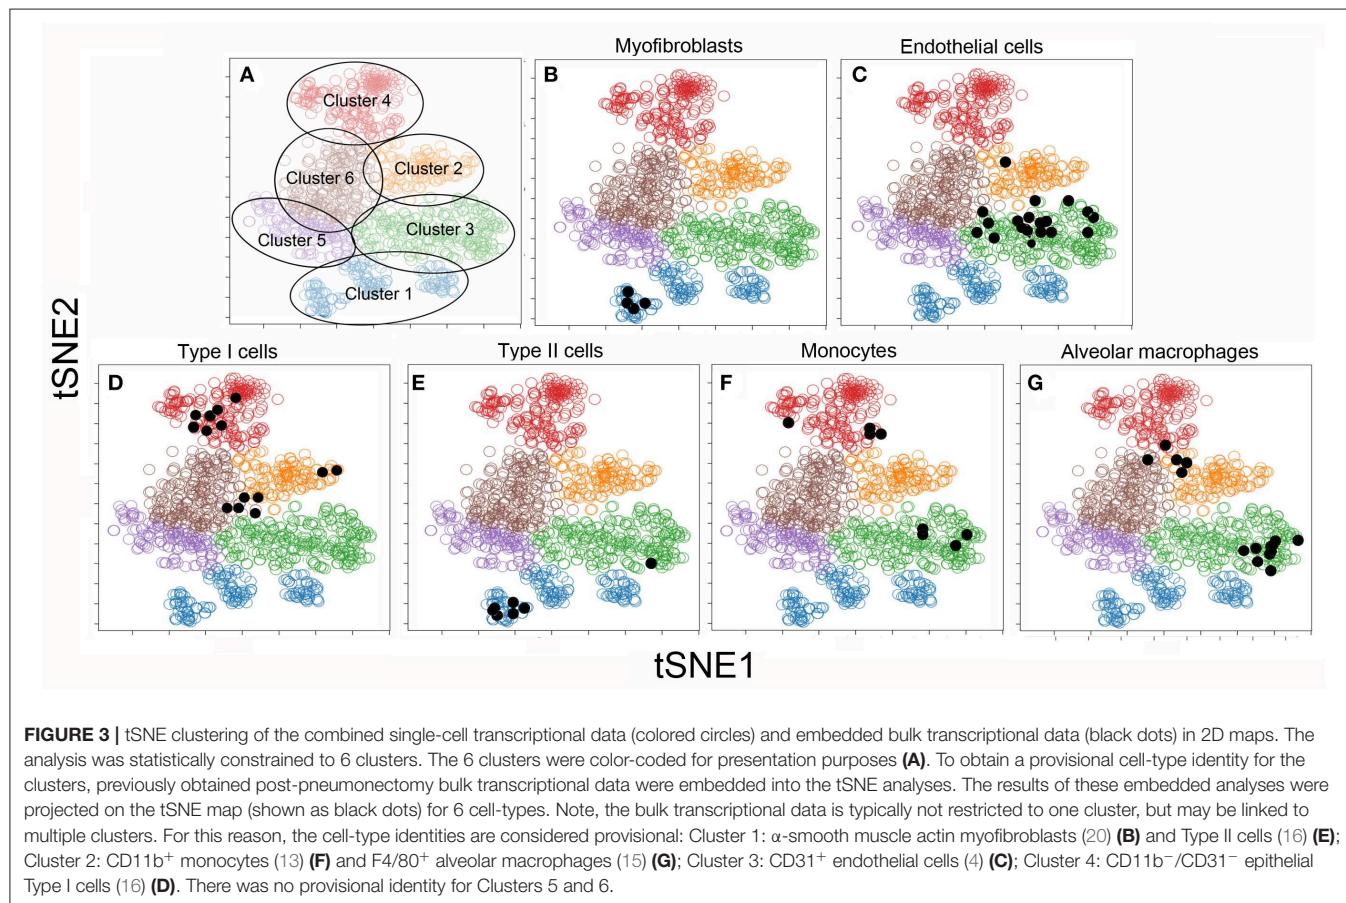 Myofibroblasts
Endothelial cells
A
B
C
Cluster 4
Cluster 2
Cluster 6
Cluster 3
Cluster 5
Cluster 1
tSNE2
Type I cells
Type II cells
Monocytes
Alveolar macrophages
D
E
F
G
tSNE1
FIGURE 3 | tSNE clustering of the combined single-cell transcriptional data (colored circles) and embedded bulk transcriptional data (black dots) in 2D maps. The
analysis was statistically constrained to 6 clusters. The 6 clusters were color-coded for presentation purposes (A). To obtain a provisional cell-type identity for the
clusters, previously obtained post-pneumonectomy bulk transcriptional data were embedded into the tSNE analyses. The results of these embedded analyses were
projected on the tSNE map (shown as black dots) for 6 cell-types. Note, the bulk transcriptional data is typically not restricted to one cluster, but may be linked to
multiple clusters. For this reason, the cell-type identities are considered provisional: Cluster 1: α-smooth muscle actin myofibroblasts (20) (B) and Type II cells (16) (E);
Cluster 2: CD11b⁺ monocytes (13) (F) and F4/80⁺ alveolar macrophages (15) (G); Cluster 3: CD31⁺ endothelial cells (4) (C); Cluster 4: CD11b⁻/CD31⁻ epithelial
Type I cells (16) (D). There was no provisional identity for Clusters 5 and 6.